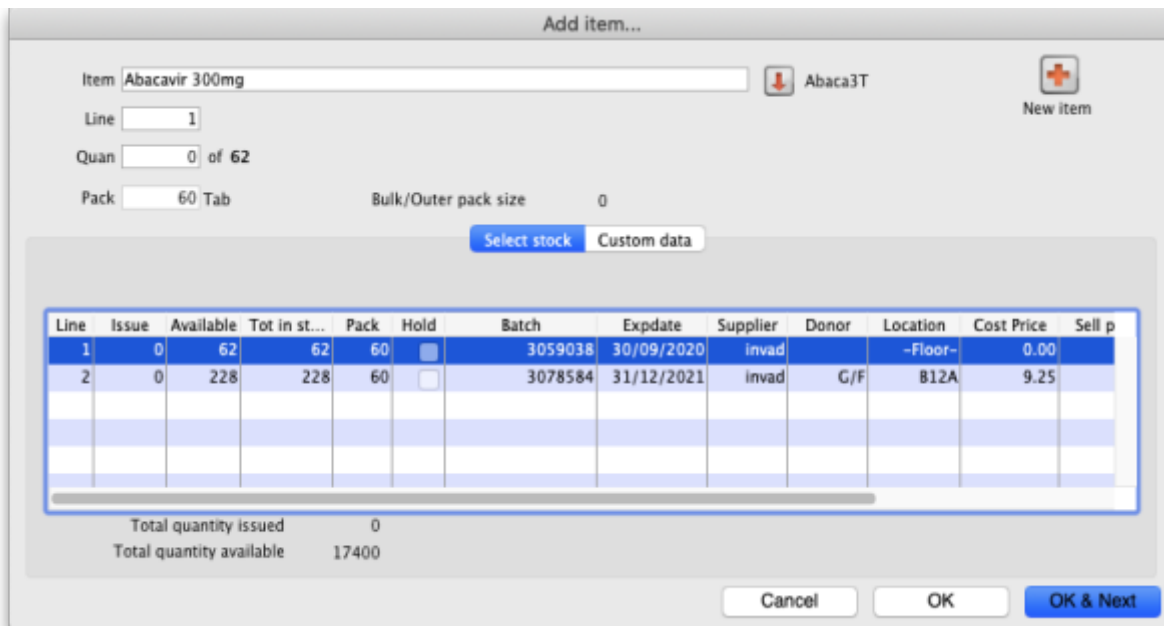 Add item...
Item Abacavir 300mg Abaca3T
New item
Line 1
Quan 0 of 62
Pack 60 Tab Bulk/Outer pack size 0
Select stock Custom data
Line Issue Available Tot in st... Pack Hold Batch Expdate Supplier Donor Location Cost Price Sell p
1 0 62 62 60 3059038 30/09/2020 invad -Floor- 0.00
2 0 228 228 60 3078584 31/12/2021 invad G/F B12A 9.25
Total quantity issued 0
Total quantity available 17400
Cancel OK OK & Next